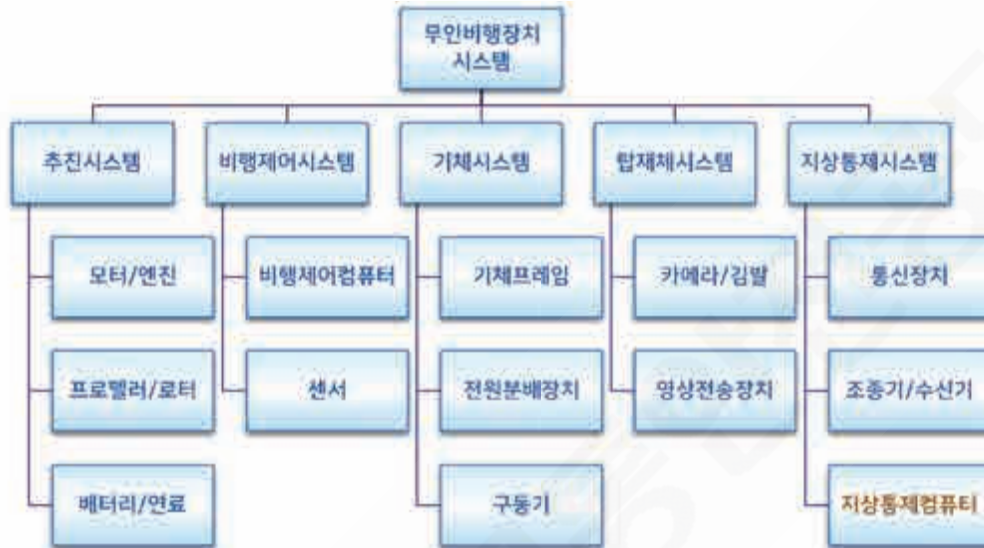 무인비행장치
시스템
추진시스템
비행제어시스템
기체시스템
탑재체시스템
지상통제시스템
모터/엔진
비행제어컴퓨터
기체프레임
카메라/김발
통신장치
프로펠러/로터
센서
전원분배장치
영상전송장치
조종기/수신기
배터리/연료
구동기
지상통제컴퓨터